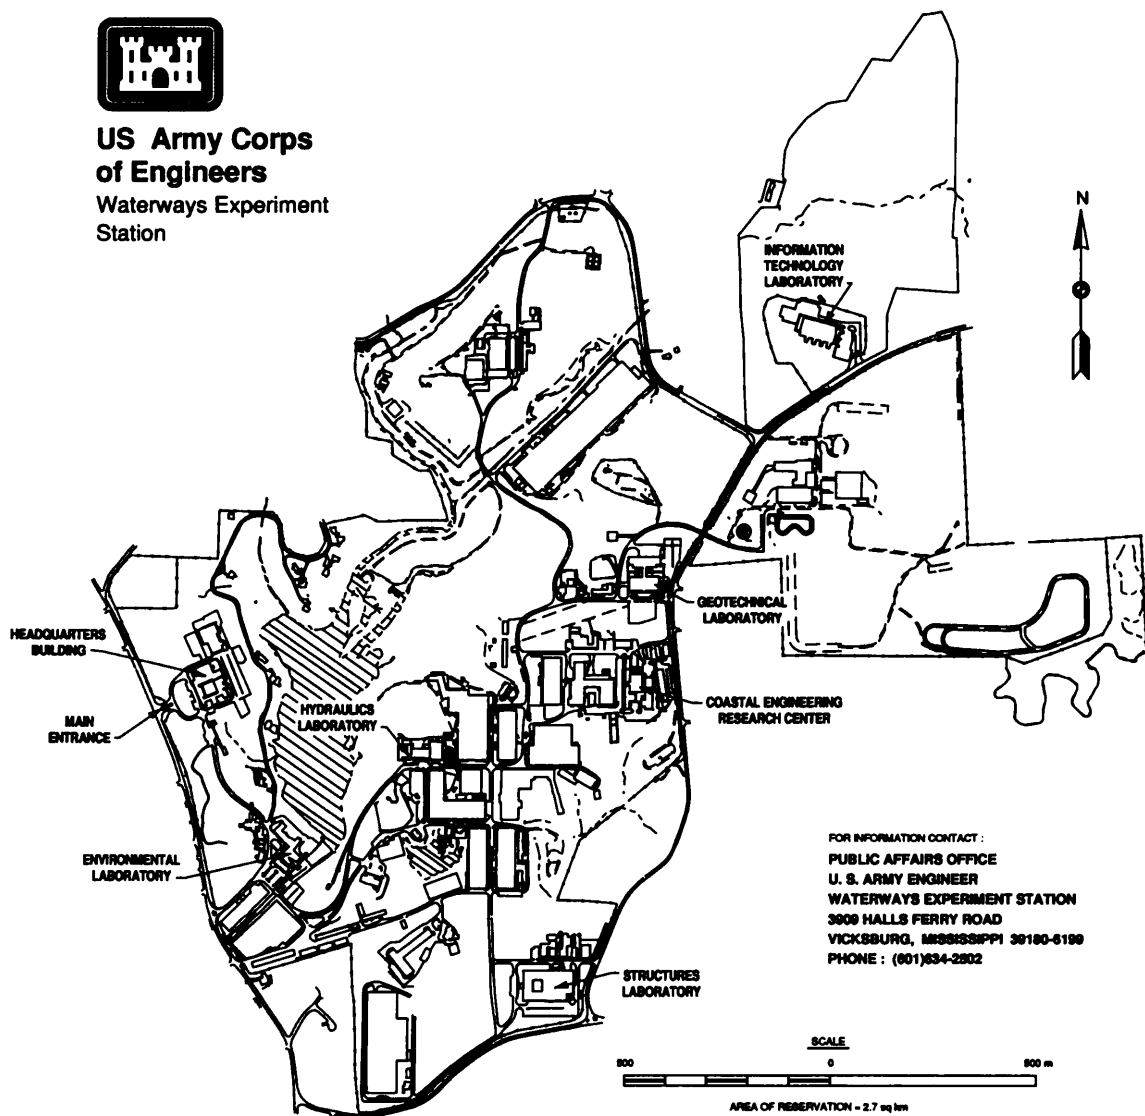 US Army Corps
of Engineers
Waterways Experiment
Station
N
INFORMATION
TECHNOLOGY
LABORATORY
GEOTECHNICAL
LABORATORY
HEADQUARTERS
BUILDING
MAIN
ENTRANCE
HYDRAULICS
LABORATORY
COASTAL ENGINEERING
RESEARCH CENTER
ENVIRONMENTAL
LABORATORY
STRUCTURES
LABORATORY
FOR INFORMATION CONTACT :
PUBLIC AFFAIRS OFFICE
U. S. ARMY ENGINEER
WATERWAYS EXPERIMENT STATION
3909 HALLS FERRY ROAD
VICKSBURG, MISSISSIPPI 39180-6199
PHONE : (601)634-2502
SCALE
500 0 500 m
AREA OF RESERVATION - 2.7 sq km